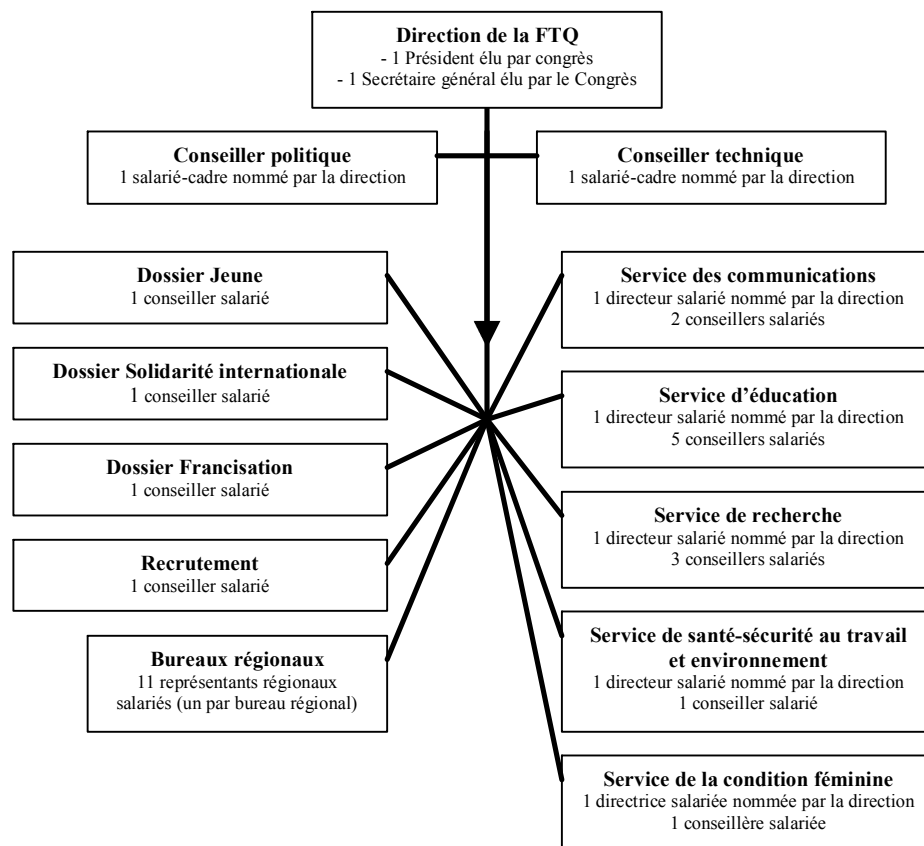 Direction de la FTQ
- 1 Président élu par congrès
- 1 Secrétaire général élu par le Congrès
Conseiller politique
1 salarié-cadre nommé par la direction
Conseiller technique
1 salarié-cadre nommé par la direction
Dossier Jeune
1 conseiller salarié
Dossier Solidarité internationale
1 conseiller salarié
Dossier Francisation
1 conseiller salarié
Recrutement
1 conseiller salarié
Bureaux régionaux
11 représentants régionaux
salariés (un par bureau régional)
Service des communications
1 directeur salarié nommé par la direction
2 conseillers salariés
Service d’éducation
1 directeur salarié nommé par la direction
5 conseillers salariés
Service de recherche
1 directeur salarié nommé par la direction
3 conseillers salariés
Service de santé-sécurité au travail
et environnement
1 directeur salarié nommé par la direction
1 conseiller salarié
Service de la condition féminine
1 directrice salariée nommée par la direction
1 conseillère salariée